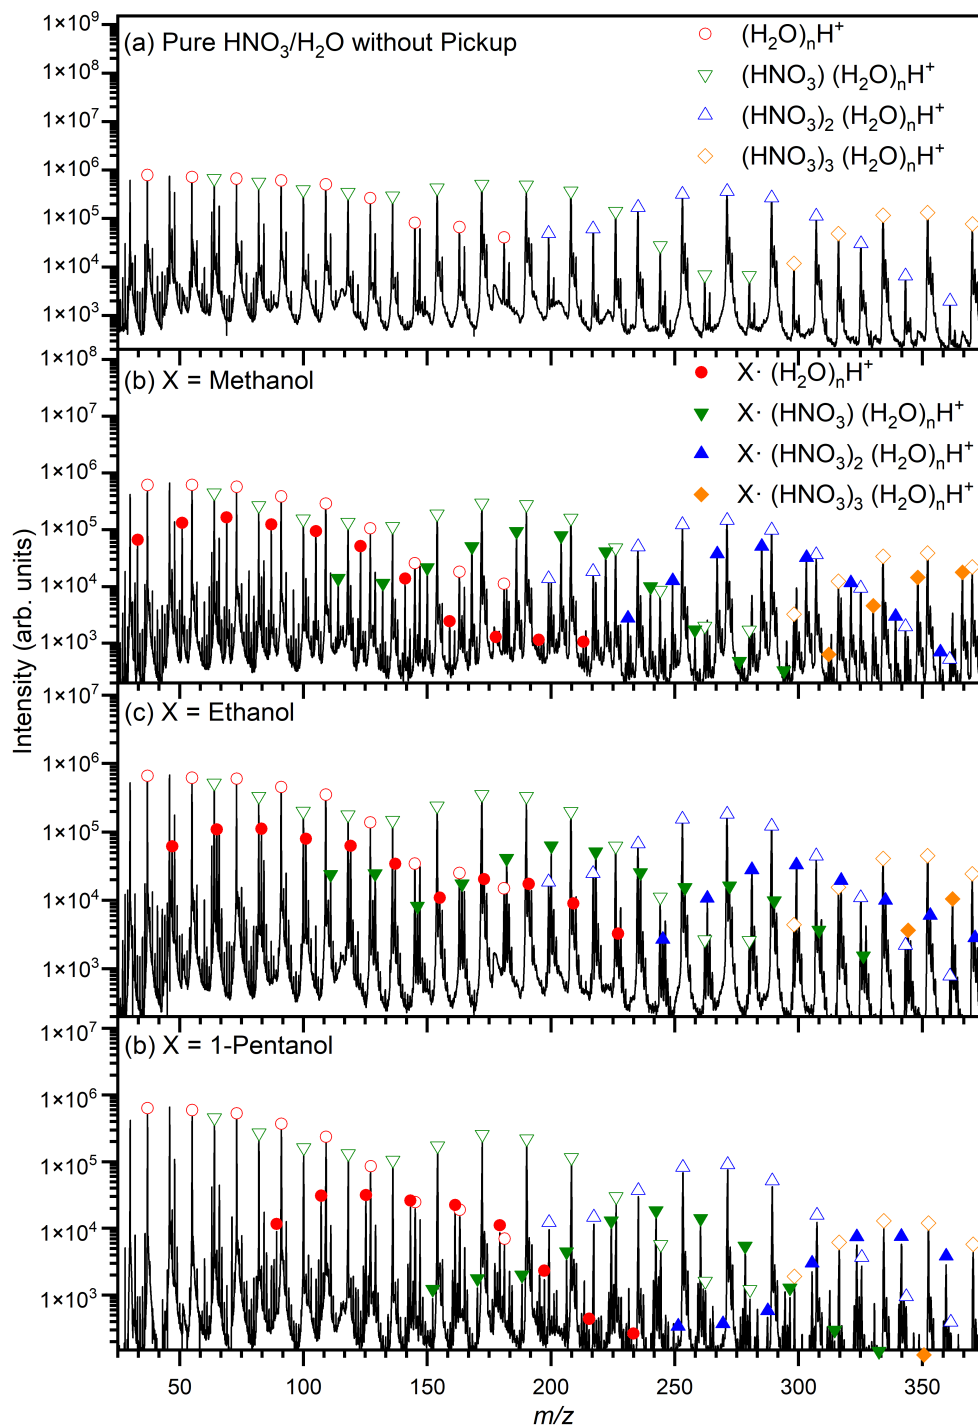 1×10⁹
(a) Pure HNO₃/H₂O without Pickup
(H₂O)ₙH⁺
1×10⁸
(HNO₃) (H₂O)ₙH⁺
1×10⁷
(HNO₃)₂ (H₂O)ₙH⁺
1×10⁶
(HNO₃)₃ (H₂O)ₙH⁺
1×10⁵
1×10⁴
1×10³
1×10⁸
(b) X = Methanol
X· (H₂O)ₙH⁺
1×10⁷
X· (HNO₃) (H₂O)ₙH⁺
1×10⁶
X· (HNO₃)₂ (H₂O)ₙH⁺
X· (HNO₃)₃ (H₂O)ₙH⁺
1×10⁵
1×10⁴
1×10³
Intensity (arb. units)
1×10⁷
(c) X = Ethanol
1×10⁶
1×10⁵
1×10⁴
1×10³
1×10⁷
(b) X = 1-Pentanol
1×10⁶
1×10⁵
1×10⁴
1×10³
50 100 150 200 250 300 350
m/z